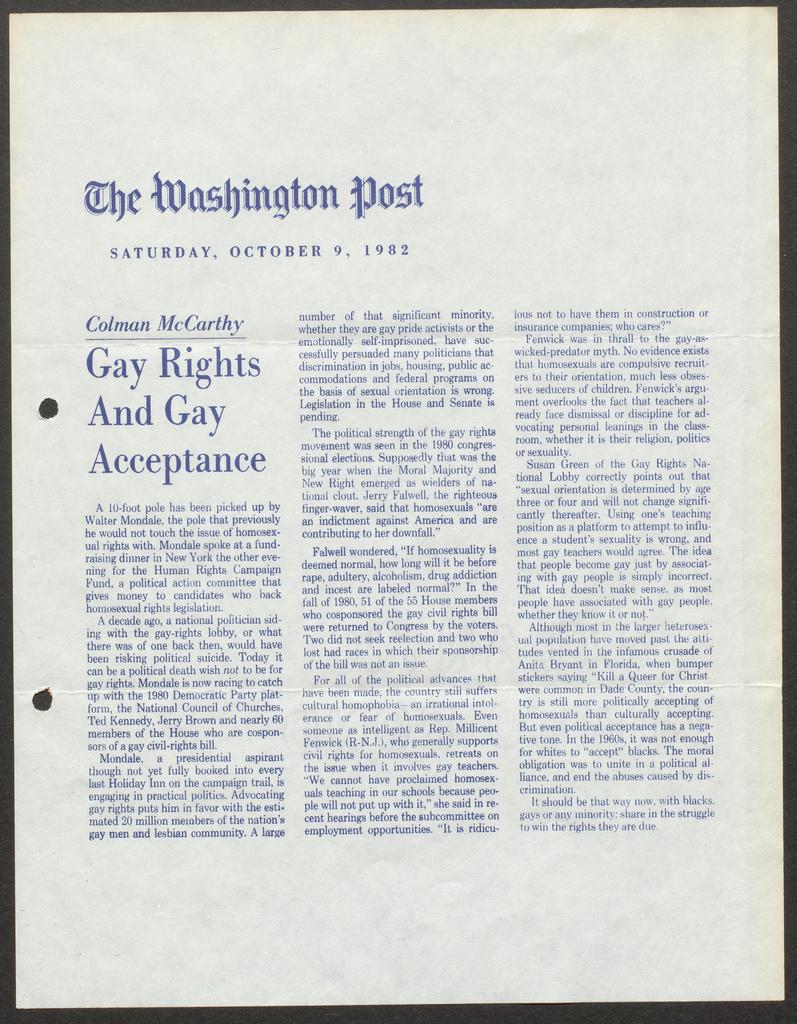 The Washington Post
SATURDAY, OCTOBER 9, 1982
Colman McCarthy
Gay Rights
And Gay
Acceptance
A 10-foot pole has been picked up by
Walter Mondale, the pole that previously
he would not touch the issue of homosex-
ual rights with. Mondale spoke at a fund-
raising dinner in New York the other eve-
ning for the Human Rights Campaign
Fund, a political action committee that
gives money to candidates who back
homosexual rights legislation.
A decade ago, a national politician sid-
ing with the gay-rights lobby, or what
there was of one back then, would have
been risking political suicide. Today it
can be a political death wish not to be for
gay rights. Mondale is now racing to catch
up with the 1980 Democratic Party plat-
form, the National Council of Churches,
Ted Kennedy, Jerry Brown and nearly 60
members of the House who are cospon-
sors of a gay civil-rights bill.
Mondale, a presidential aspirant
though not yet fully booked into every
last Holiday Inn on the campaign trail, is
engaging in practical politics. Advocating
gay rights puts him in favor with the esti-
mated 20 million members of the nation's
gay men and lesbian community. A large
number of that significant minority,
whether they are gay pride activists or the
emotionally self-imprisoned, have suc-
cessfully persuaded many politicians that
discrimination in jobs, housing, public ac-
commodations and federal programs on
the basis of sexual orientation is wrong.
Legislation in the House and Senate is
pending.
The political strength of the gay rights
movement was seen in the 1980 congres-
sional elections. Supposedly that was the
big year when the Moral Majority and
New Right emerged as wielders of na-
tional clout. Jerry Falwell, the righteous
finger-waver, said that homosexuals "are
an indictment against America and are
contributing to her downfall."
Falwell wondered, "If homosexuality is
deemed normal, how long will it be before
rape, adultery, alcoholism, drug addiction
and incest are labeled normal?" In the
fall of 1980, 51 of the 55 House members
who cosponsored the gay civil rights bill
were returned to Congress by the voters.
Two did not seek reelection and two who
lost had races in which their sponsorship
of the bill was not an issue.
For all of the political advances that
have been made, the country still suffers
cultural homophobia—an irrational intol-
erance or fear of homosexuals. Even
someone as intelligent as Rep. Millicent
Fenwick (R-N.J.), who generally supports
civil rights for homosexuals, retreats on
the issue when it involves gay teachers.
"We cannot have proclaimed homosex-
uals teaching in our schools because peo-
ple will not put up with it," she said in re-
cent hearings before the subcommittee on
employment opportunities. "It is ridicu-
lous not to have them in construction or
insurance companies; who cares?"
Fenwick was in thrall to the gay-as-
wicked-predator myth. No evidence exists
that homosexuals are compulsive recruit-
ers to their orientation, much less obses-
sive seducers of children. Fenwick's argu-
ment overlooks the fact that teachers al-
ready face dismissal or discipline for ad-
vocating personal leanings in the class-
room, whether it is their religion, politics
or sexuality.
Susan Green of the Gay Rights Na-
tional Lobby correctly points out that
"sexual orientation is determined by age
three or four and will not change signifi-
cantly thereafter. Using one's teaching
position as a platform to attempt to influ-
ence a student's sexuality is wrong, and
most gay teachers would agree. The idea
that people become gay just by associat-
ing with gay people is simply incorrect.
That idea doesn't make sense, as most
people have associated with gay people,
whether they know it or not."
Although most in the larger heterosex-
ual population have moved past the atti-
tudes vented in the infamous crusade of
Anita Bryant in Florida, when bumper
stickers saying "Kill a Queer for Christ
were common in Dade County, the coun-
try is still more politically accepting of
homosexuals than culturally accepting.
But even political acceptance has a nega-
tive tone. In the 1960s, it was not enough
for whites to "accept" blacks. The moral
obligation was to unite in a political al-
liance, and end the abuses caused by dis-
crimination.
It should be that way now, with blacks,
gays or any minority: share in the struggle
to win the rights they are due.